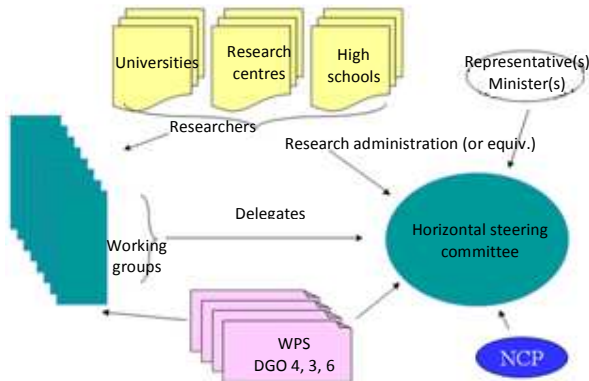 Universities
Research
centres
High
schools
Representative(s)
Minister(s)
Researchers
Research administration (or equiv.)
Delegates
Horizontal steering
committee
Working
groups
WPS
DGO 4, 3, 6
NCP